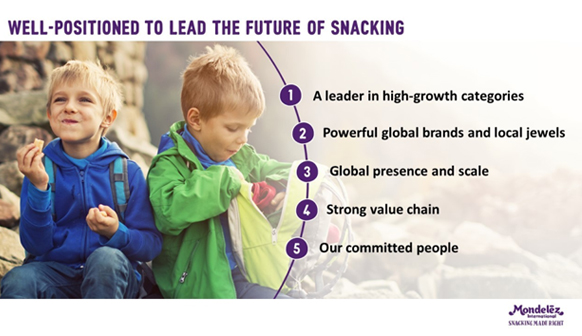 WELL-POSITIONED TO LEAD THE FUTURE OF SNACKING
1 A leader in high-growth categories
2 Powerful global brands and local jewels
3 Global presence and scale
4 Strong value chain
5 Our committed people
Mondelēz
International
SNACKING MADE RIGHT